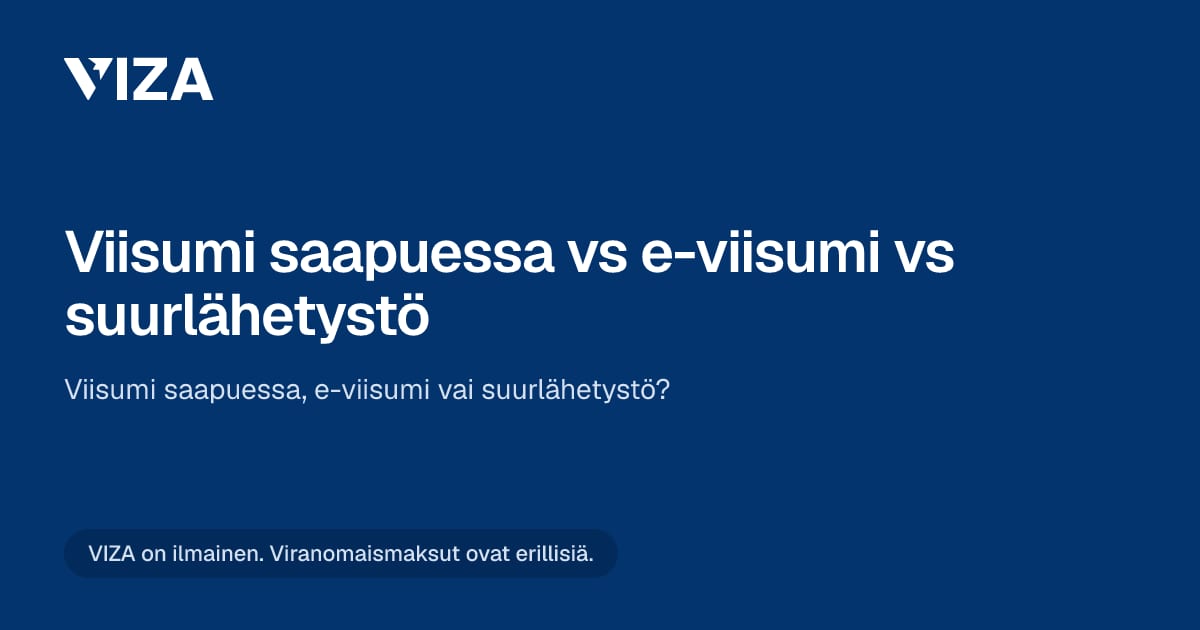 VIZA
Viisumi saapuessa vs e-viisumi vs
suurlähetystö
Viisumi saapuessa, e-viisumi vai suurlähetystö?
VIZA on ilmainen. Viranomaismaksut ovat erillisiä.